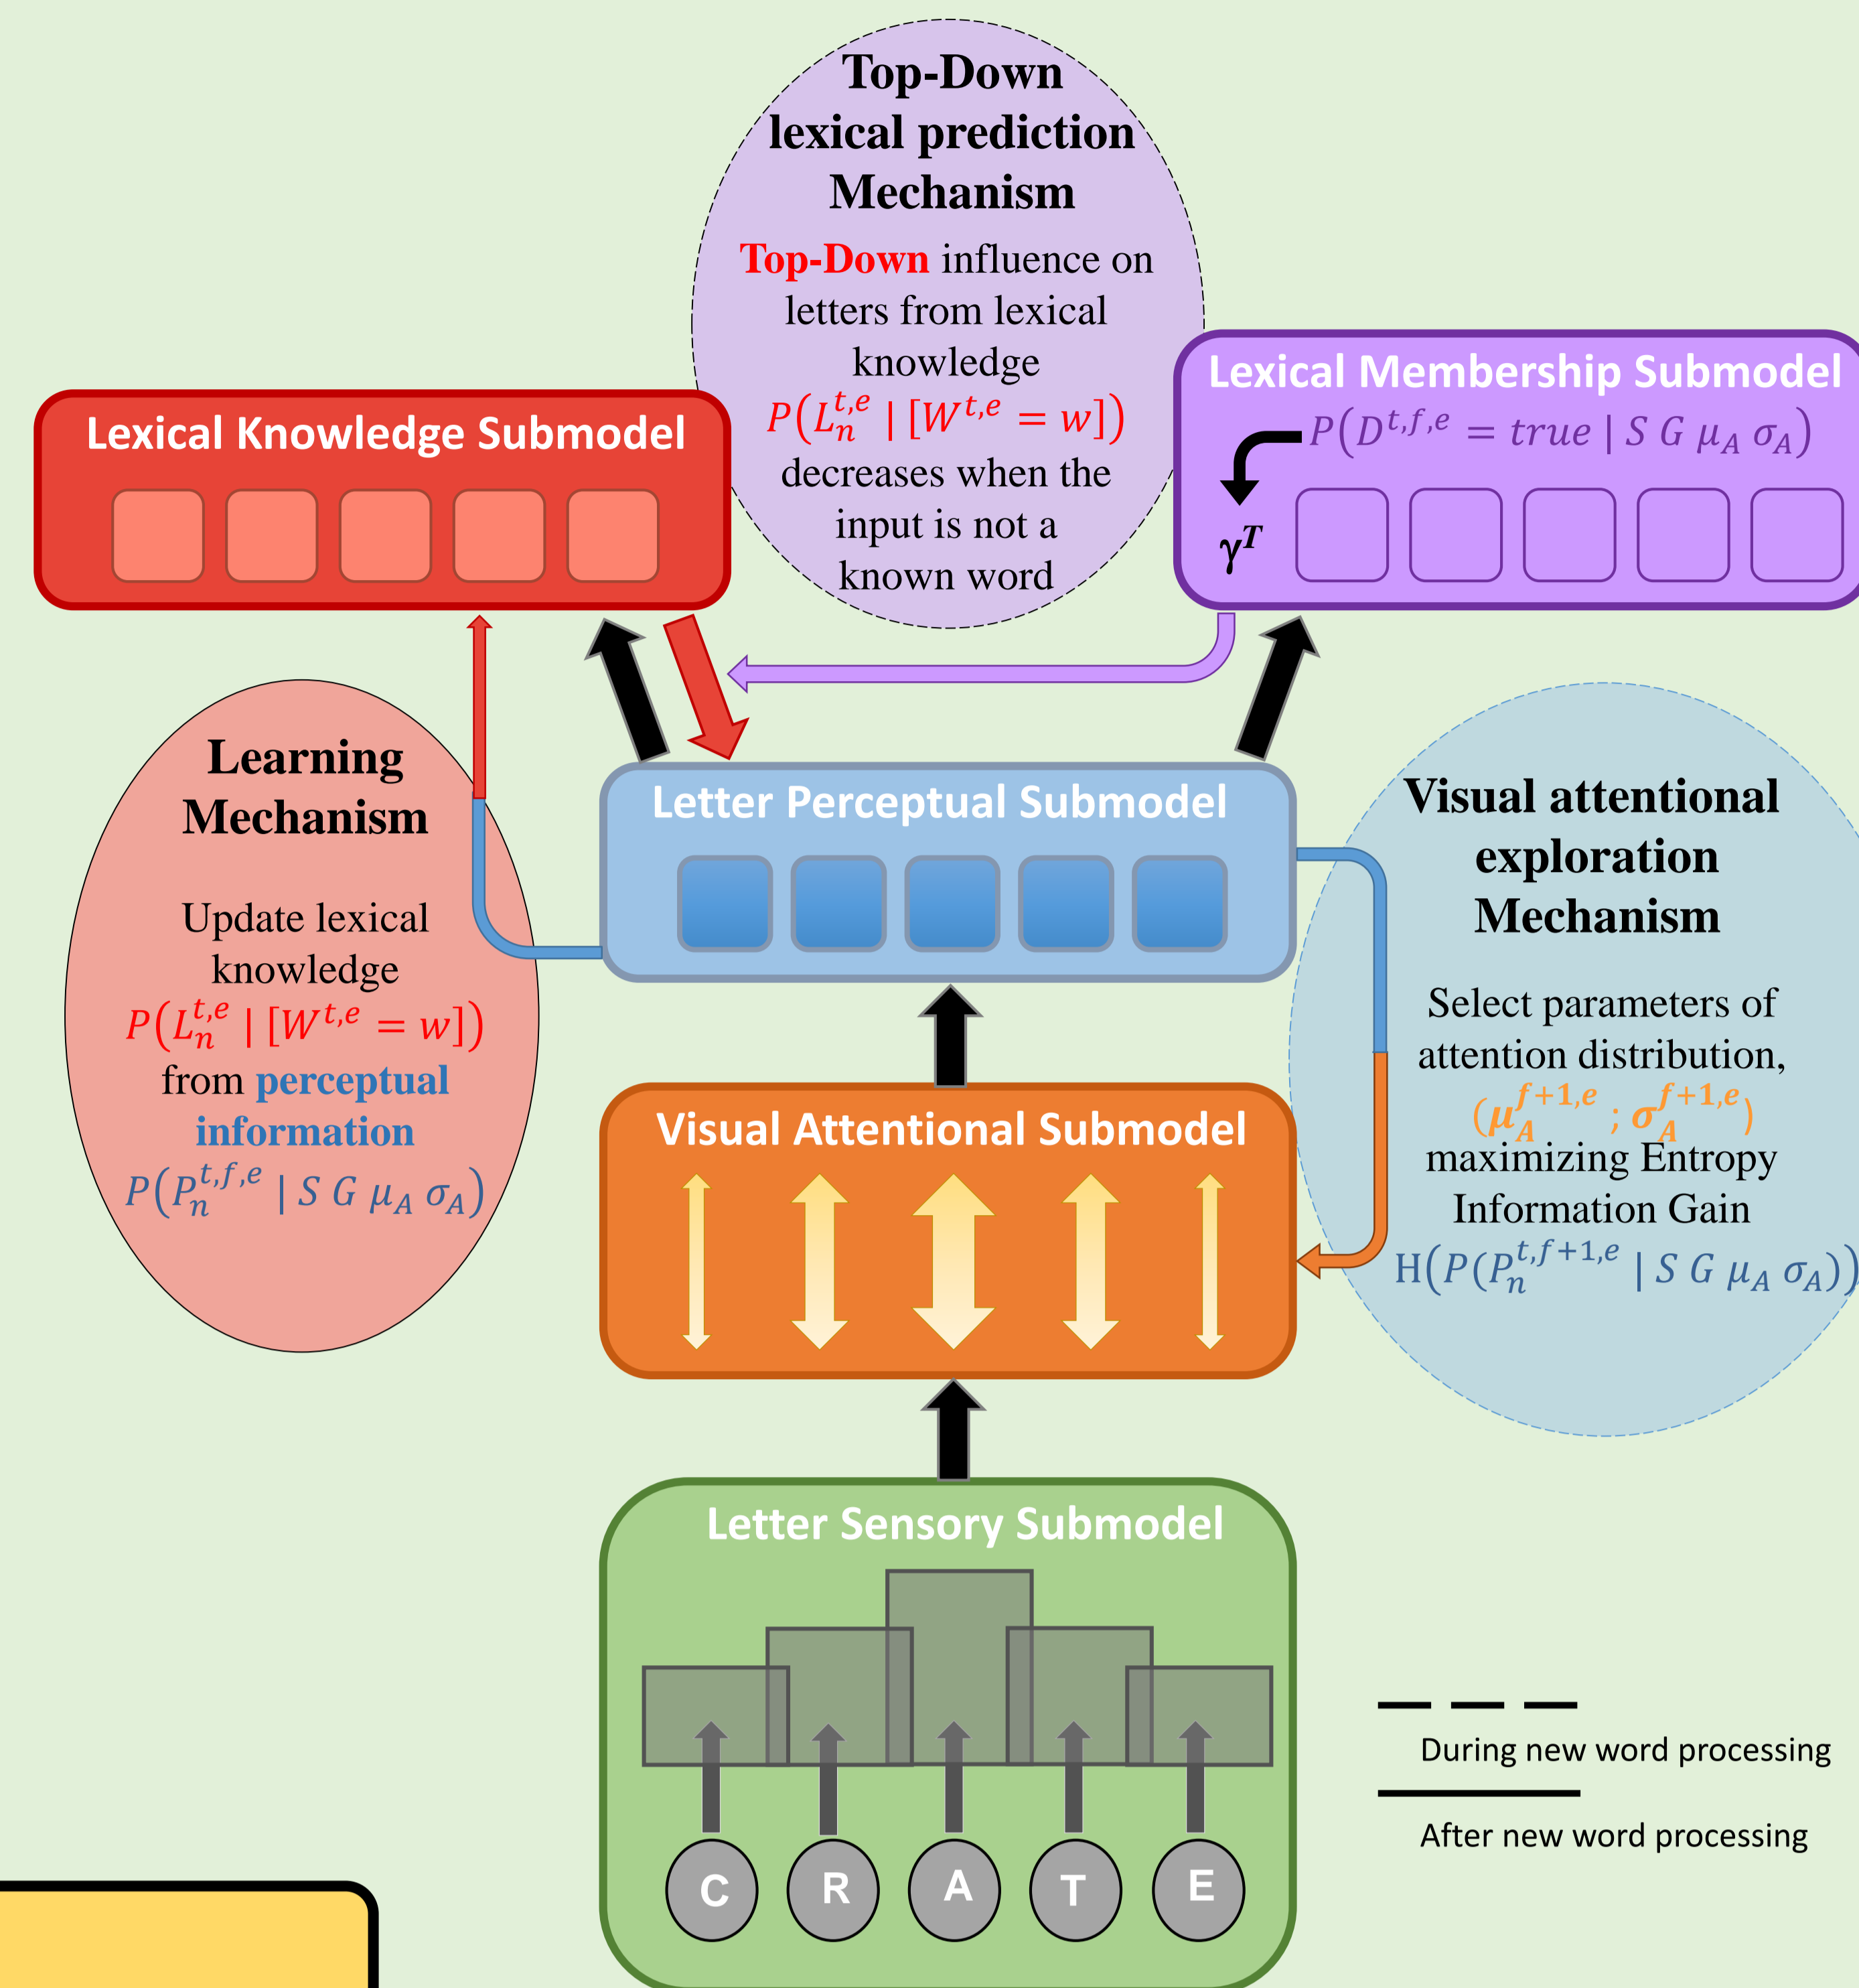 Top-Down
lexical prediction
Mechanism
Top-Down influence on
letters from lexical
knowledge
P(L_n^{t,e} | [W^{t,e} = w])
decreases when the
input is not a
known word
Lexical Knowledge Submodel
Lexical Membership Submodel
P(D^{t,f,e} = true | S G μ_A σ_A)
γ^T
Learning
Mechanism
Update lexical
knowledge
P(L_n^{t,e} | [W^{t,e} = w])
from perceptual
information
P(P_n^{t,f,e} | S G μ_A σ_A)
Letter Perceptual Submodel
Visual attentional
exploration
Mechanism
Select parameters of
attention distribution,
(μ_A^{f+1,e} ; σ_A^{f+1,e})
maximizing Entropy
Information Gain
H(P(P_n^{t,f+1,e} | S G μ_A σ_A))
Visual Attentional Submodel
Letter Sensory Submodel
C R A T E
During new word processing
After new word processing